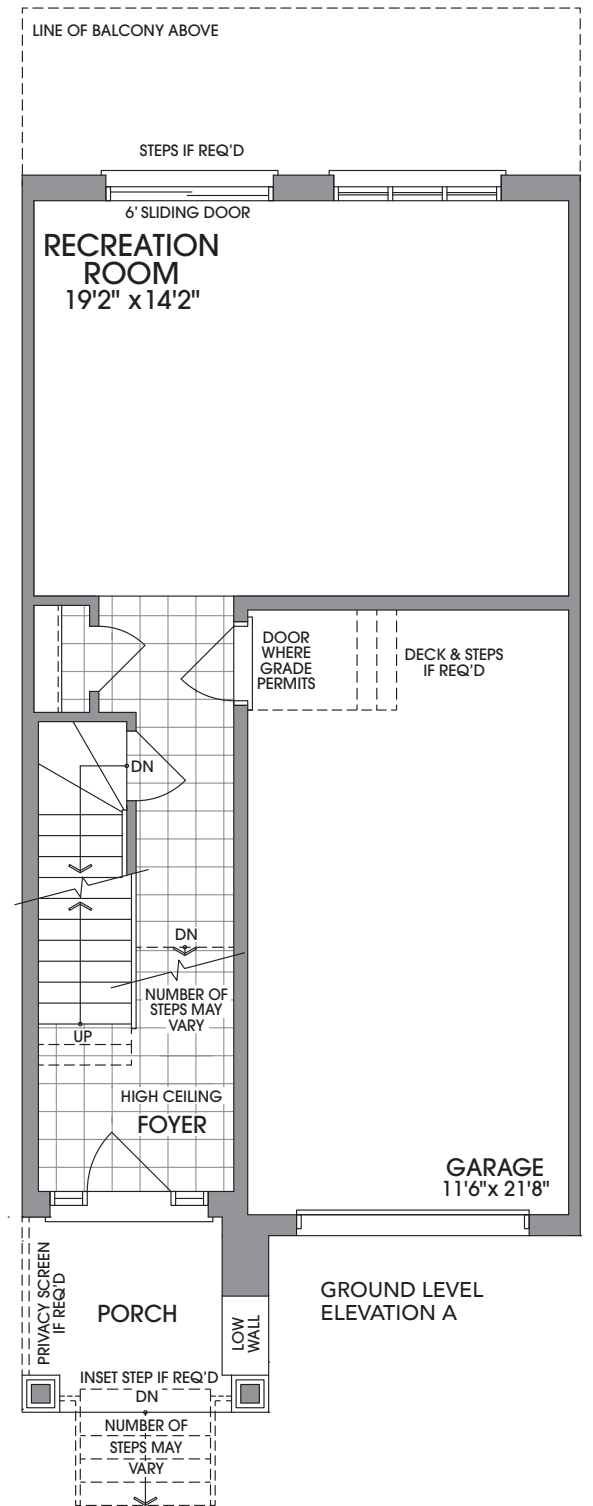 LINE OF BALCONY ABOVE
STEPS IF REQ'D
6' SLIDING DOOR
RECREATION
ROOM
19'2" x 14'2"
DOOR
WHERE
GRADE
PERMITS
DECK & STEPS
IF REQ'D
DN
DN
NUMBER OF
STEPS MAY
VARY
UP
HIGH CEILING
FOYER
GARAGE
11'6"x 21'8"
GROUND LEVEL
ELEVATION A
PRIVACY SCREEN
IF REQ'D
PORCH
LOW
WALL
INSET STEP IF REQ'D
DN
NUMBER OF
STEPS MAY
VARY